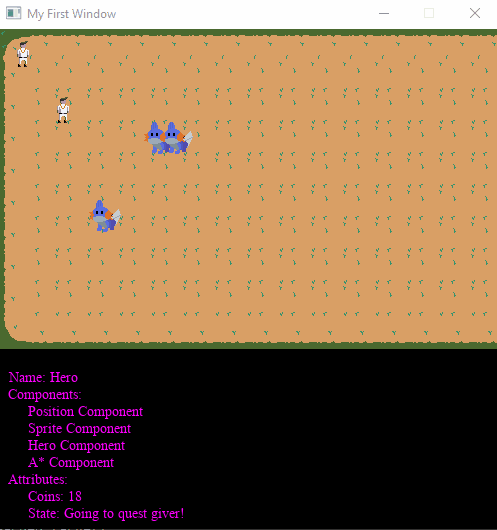 My First Window
Name: Hero
Components:
Position Component
Sprite Component
Hero Component
A* Component
Attributes:
Coins: 18
State: Going to quest giver!